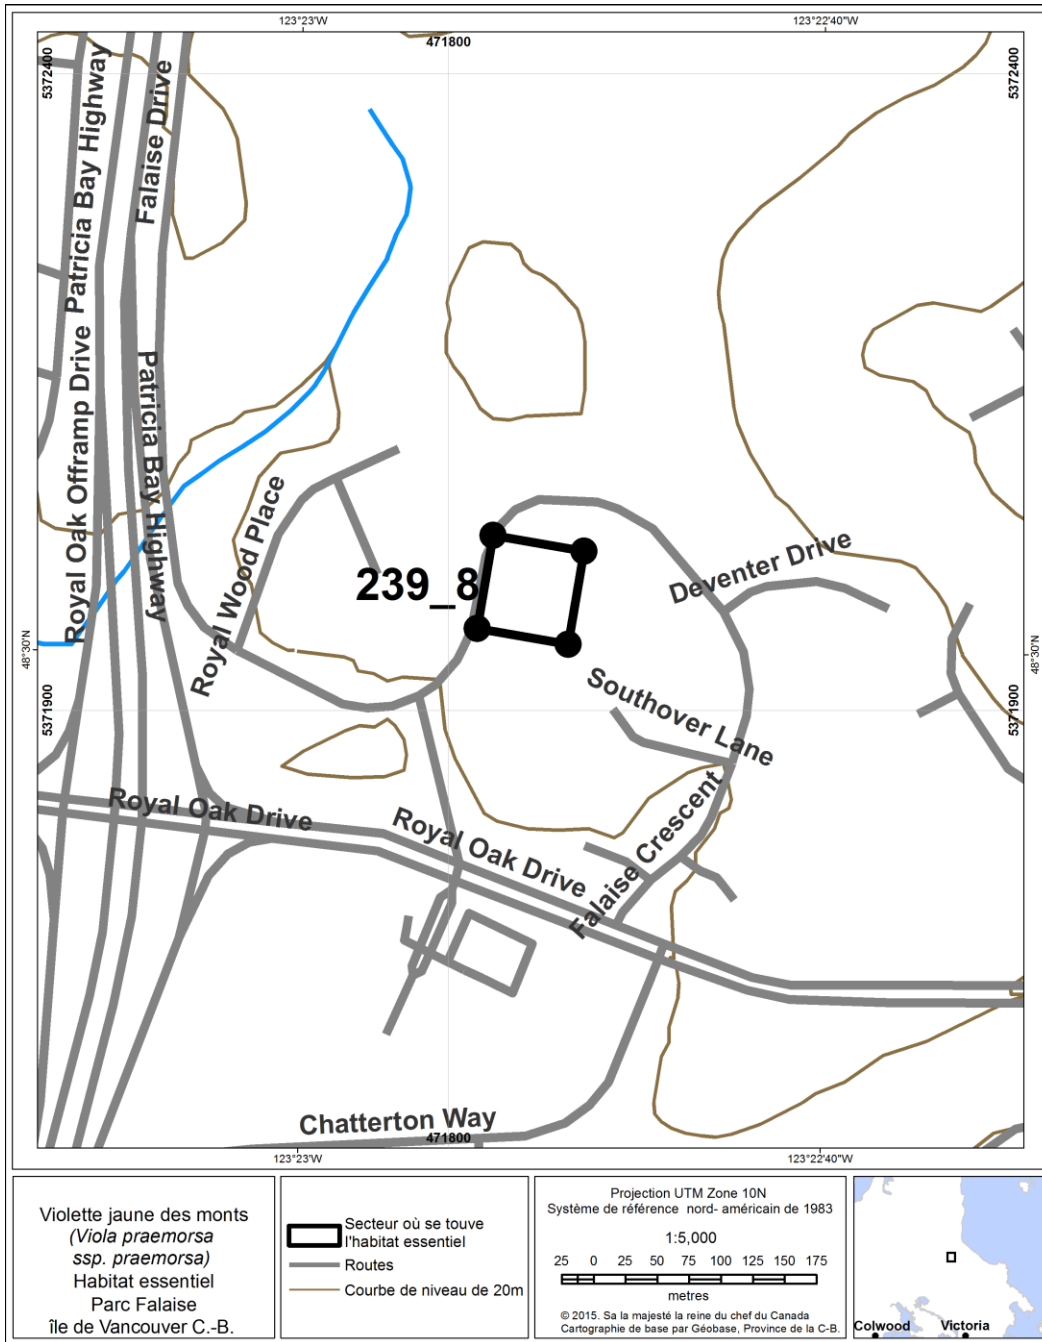 123°23'W
123°22'40"W
471800
5372400
5372400
Patricia Bay Highway
Falaise Drive
Royal Oak Offramp Drive
Patricia Bay Highway
Royal Wood Place
239_8
Deventer Drive
48°30'N
48°30'N
Southover Lane
5371900
5371900
Falaise Crescent
Royal Oak Drive
Royal Oak Drive
Chatterton Way
471800
123°23'W
123°22'40"W
Violette jaune des monts
(Viola praemorsa
ssp. praemorsa)
Habitat essentiel
Parc Falaise
île de Vancouver C.-B.
Secteur où se touve
l'habitat essentiel
Routes
Courbe de niveau de 20m
Projection UTM Zone 10N
Système de référence nord- américain de 1983
1:5,000
25 0 25 50 75 100 125 150 175
metres
© 2015. Sa la majesté la reine du chef du Canada
Cartographie de base par Géobase, Province de la C-B.
Colwood Victoria